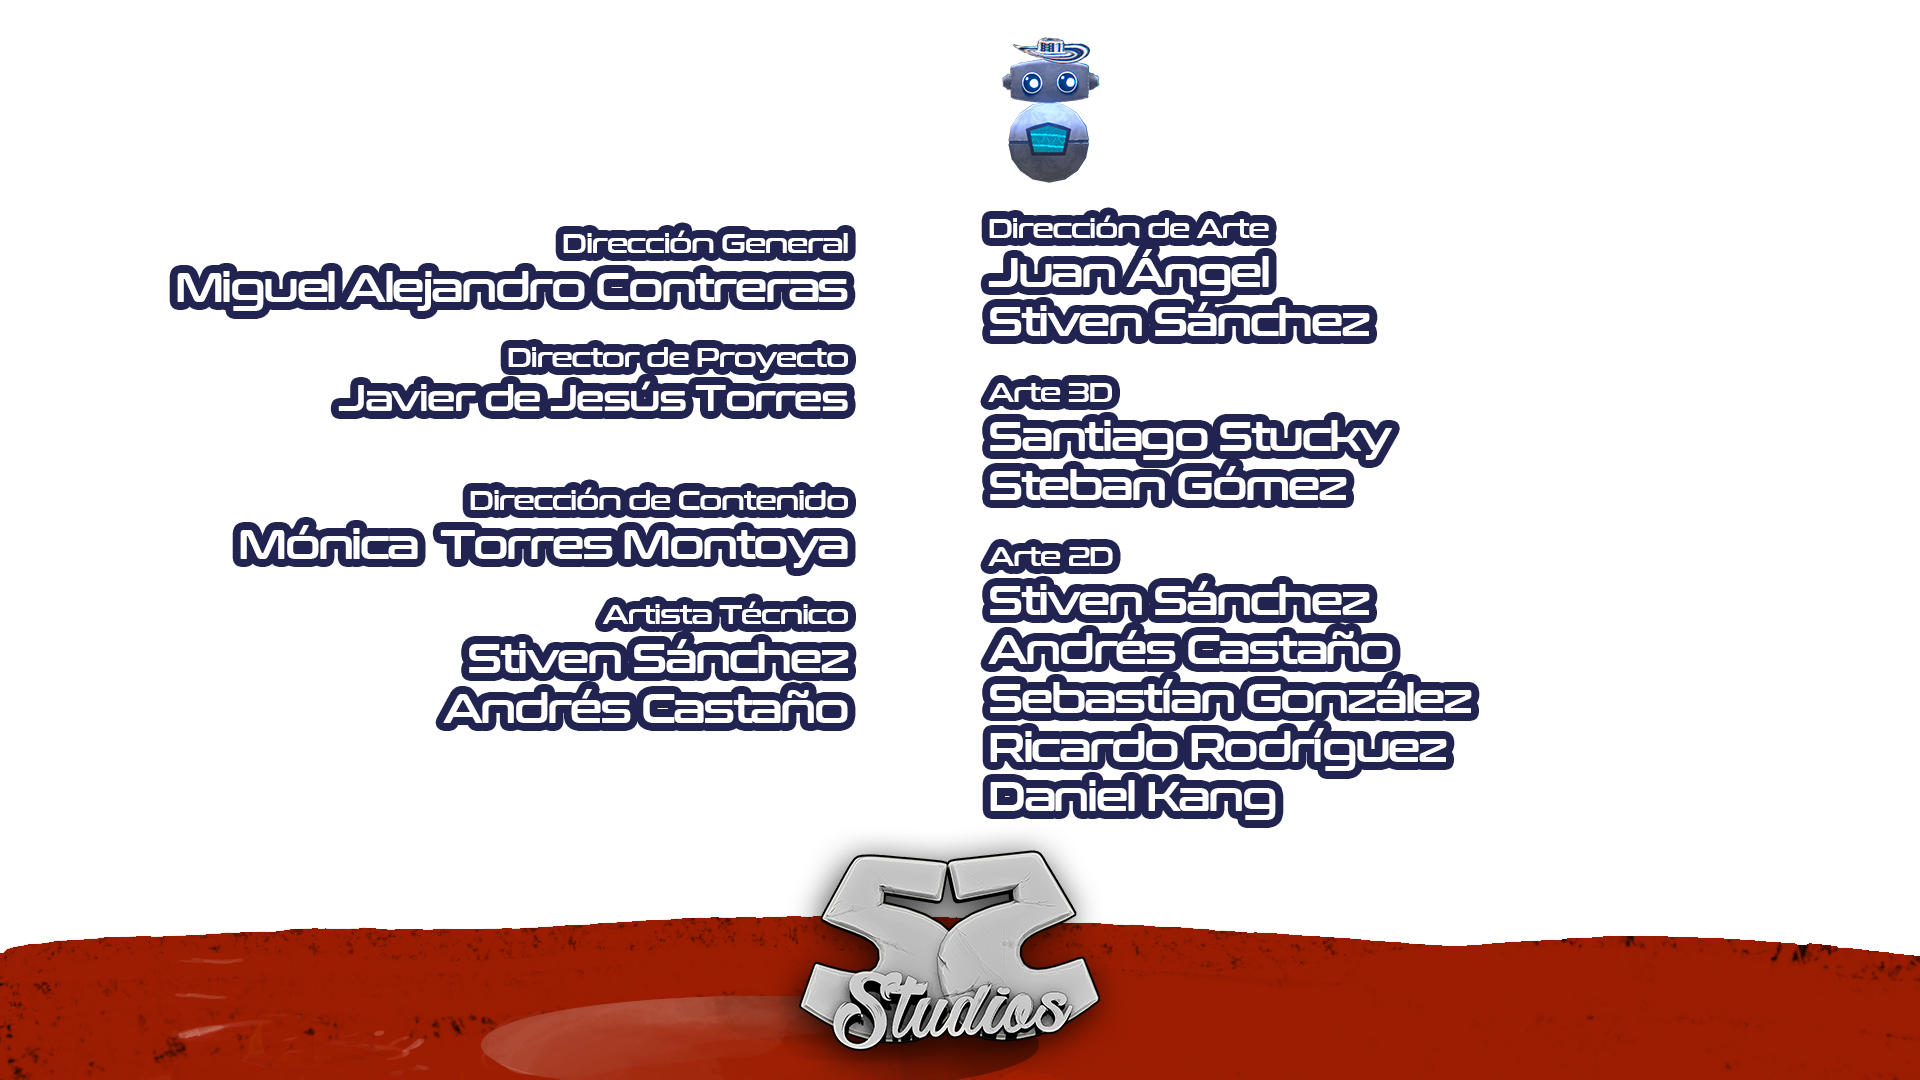 Dirección General
Miguel Alejandro Contreras
Director de Proyecto
Javier de Jesús Torres
Dirección de Contenido
Mónica Torres Montoya
Artista Técnico
Stiven Sánchez
Andrés Castaño
Dirección de Arte
Juan Ángel
Stiven Sánchez
Arte 3D
Santiago Stucky
Steban Gómez
Arte 2D
Stiven Sánchez
Andrés Castaño
Sebastían González
Ricardo Rodríguez
Daniel Kang
Studios